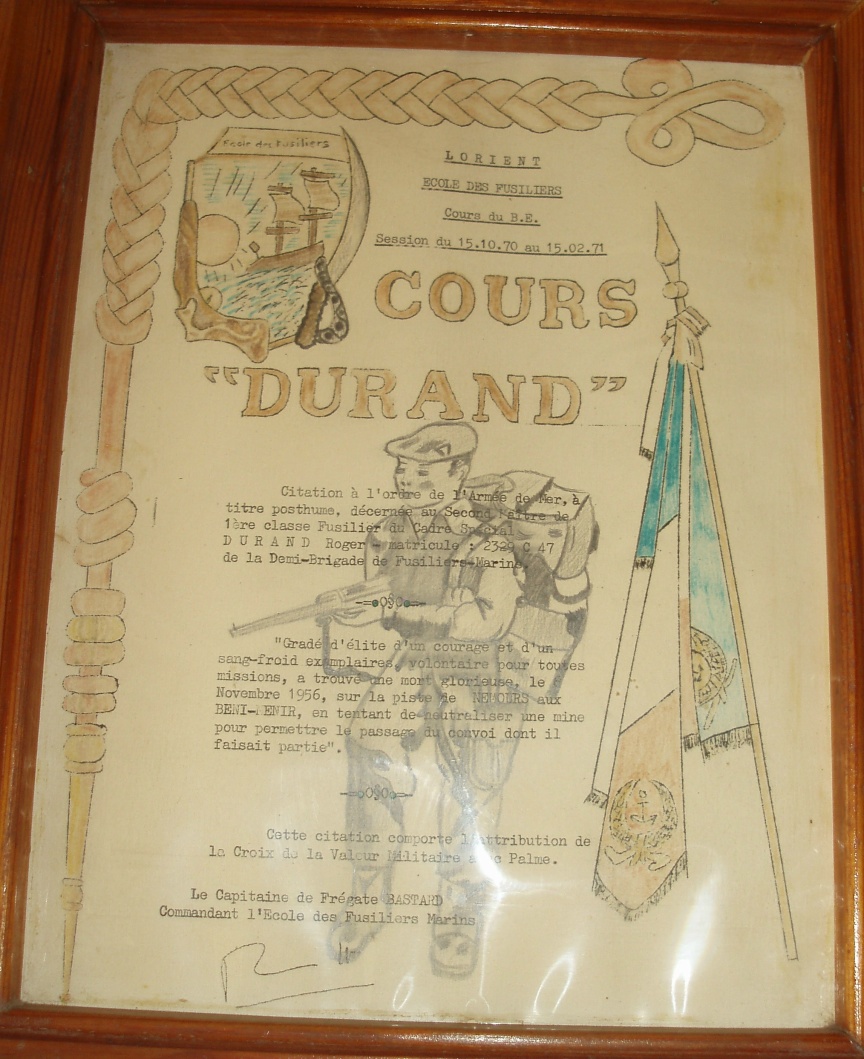 Ecole des Fusiliers
LORIENT
ECOLE DES FUSILIERS
Cours du B.E.
Session du 15.10.70 au 15.02.71
COURS
"DURAND"
Citation à l'ordre de l'Armée de Mer, à
titre posthume, décernée au Second Maître de
1ère classe Fusilier du Cadre Spécial
DURAND Roger - matricule : 2329 C 47
de la Demi-Brigade de Fusiliers-Marins.
"Gradé d'élite d'un courage et d'un
sang-froid exemplaires, volontaire pour toutes
missions, a trouvé une mort glorieuse, le
Novembre 1956, sur la piste de NEMOURS aux
en tentant de neutraliser une mine
pour permettre le passage du convoi dont il
faisait partie".
Cette citation comporte l'attribution de
la Croix de la Valeur Militaire avec Palme.
Le Capitaine de Frégate BASTARD
Commandant l'Ecole des Fusiliers Marins